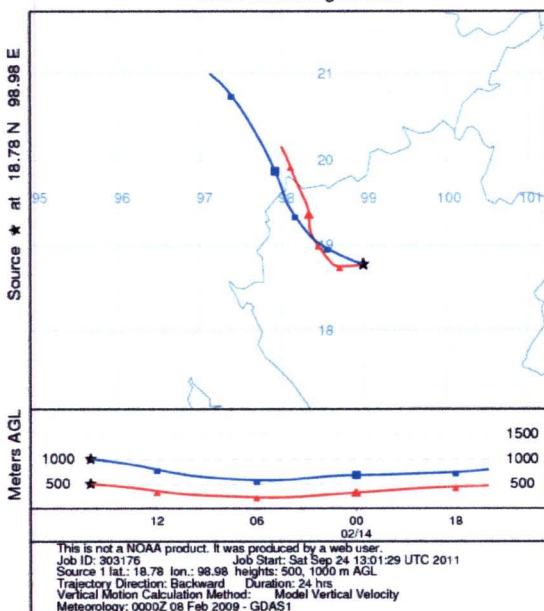 Source ★ at 18.78 N 98.98 E
21
20
95 96 97 98 99 100 101
19
18
Meters AGL
1500
1000 1000
500 500
12 06 00 18
02/14
This is not a NOAA product. It was produced by a web user.
Job ID: 303176 Job Start: Sat Sep 24 13:01:29 UTC 2011
Source 1 lat.: 18.78 lon.: 98.98 heights: 500, 1000 m AGL
Trajectory Direction: Backward Duration: 24 hrs
Vertical Motion Calculation Method: Model Vertical Velocity
Meteorology: 0000Z 08 Feb 2009 - GDAS1